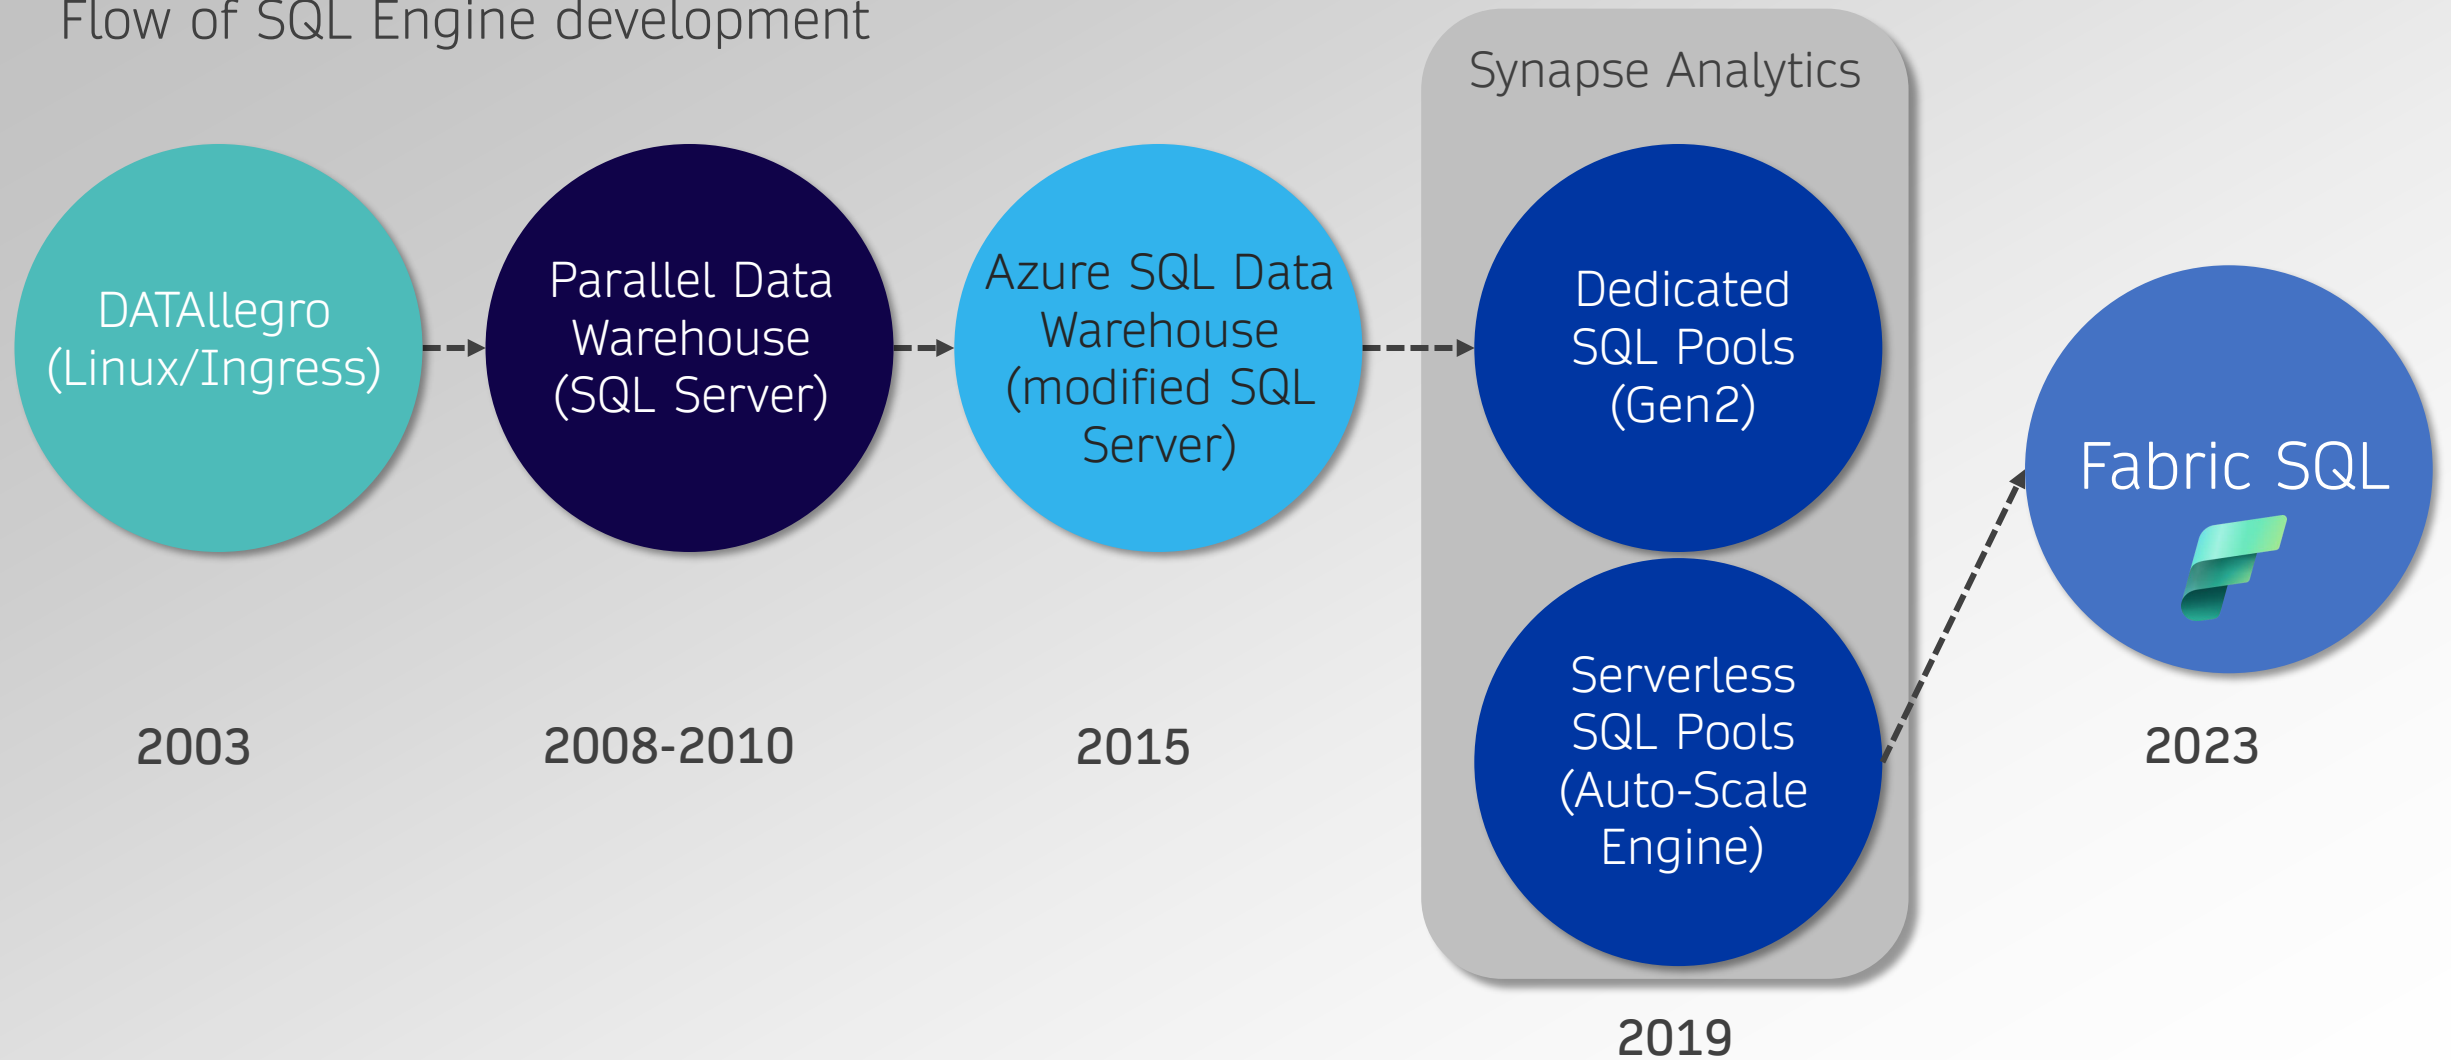 Flow of SQL Engine development
Synapse Analytics
DATAllegro
(Linux/Ingress)
Parallel Data
Warehouse
(SQL Server)
Azure SQL Data
Warehouse
(modified SQL
Server)
Dedicated
SQL Pools
(Gen2)
Serverless
SQL Pools
(Auto-Scale
Engine)
Fabric SQL
2003
2008-2010
2015
2019
2023